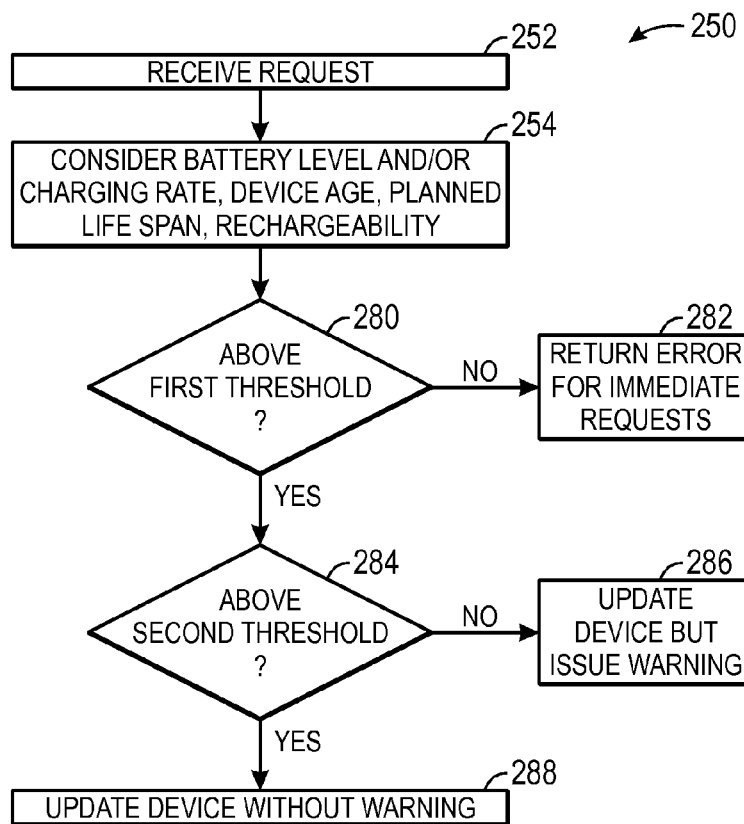 252
250
RECEIVE REQUEST
254
CONSIDER BATTERY LEVEL AND/OR
CHARGING RATE, DEVICE AGE, PLANNED
LIFE SPAN, RECHARGEABILITY
280
ABOVE
FIRST THRESHOLD
?
NO
282
RETURN ERROR
FOR IMMEDIATE
REQUESTS
YES
284
ABOVE
SECOND THRESHOLD
?
NO
286
UPDATE
DEVICE BUT
ISSUE WARNING
YES
288
UPDATE DEVICE WITHOUT WARNING